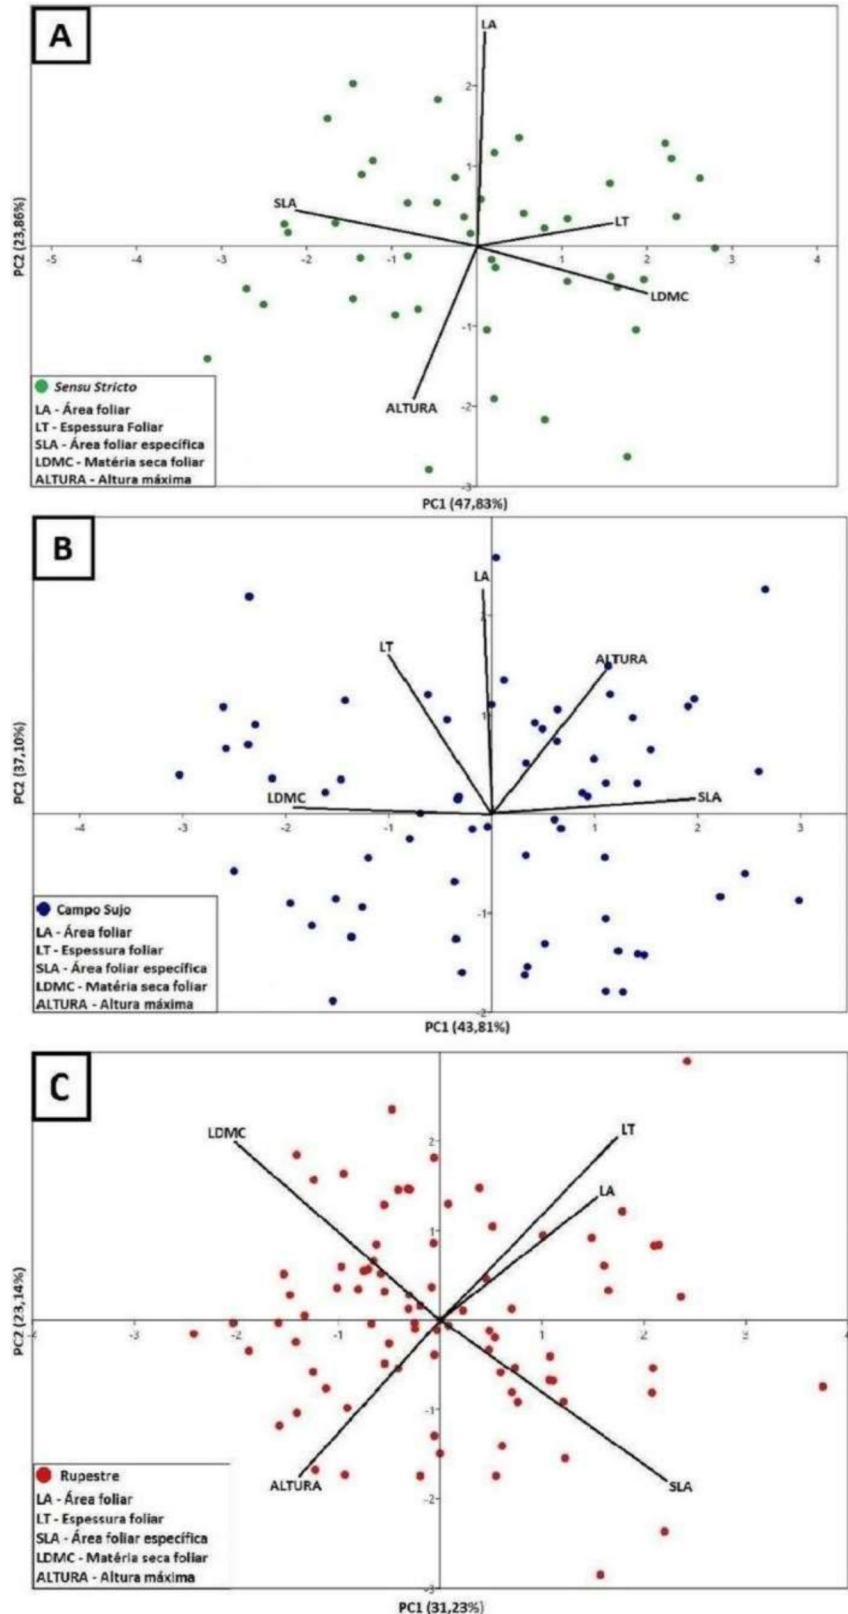 A
LA
2
1
SLA
LT
-5
-4
-3
-2
-1
1
2
3
4
LDMC
-1
ALTURA
-2
-3
PC2 (23,86%)
Sensu Stricto
LA - Área foliar
LT - Espessura Foliar
SLA - Área foliar específica
LDMC - Matéria seca foliar
ALTURA - Altura máxima
PC1 (47,83%)
B
LA
2
LT
ALTURA
1
LDMC
SLA
-4
-3
-2
-1
1
2
3
-1
-2
PC2 (37,10%)
Campo Sujo
LA - Área foliar
LT - Espessura foliar
SLA - Área foliar específica
LDMC - Matéria seca foliar
ALTURA - Altura máxima
PC1 (43,81%)
C
LDMC
LT
2
LA
1
-4
-3
-2
-1
1
2
3
4
-1
ALTURA
SLA
-2
-3
PC2 (23,14%)
Rupestre
LA - Área foliar
LT - Espessura foliar
SLA - Área foliar específica
LDMC - Matéria seca foliar
ALTURA - Altura máxima
PC1 (31,23%)